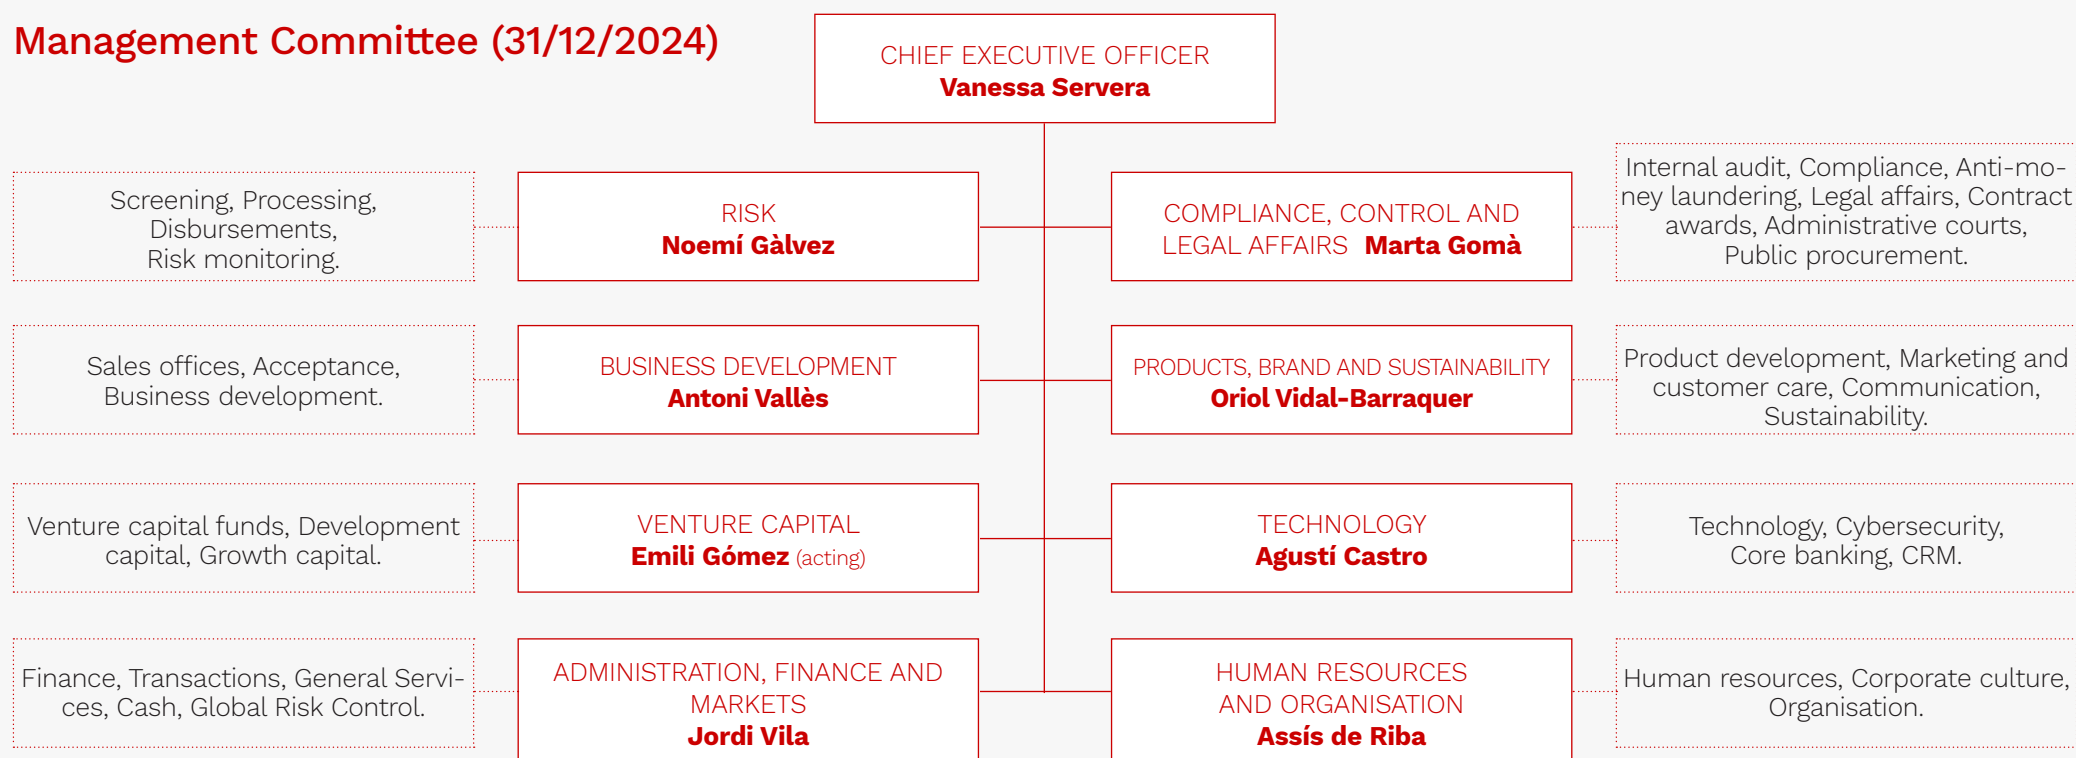 Management Committee (31/12/2024)
CHIEF EXECUTIVE OFFICER
Vanessa Servera
Screening, Processing,
Disbursements,
Risk monitoring.
RISK
Noemí Gàlvez
COMPLIANCE, CONTROL AND
LEGAL AFFAIRS Marta Gomà
Internal audit, Compliance, Anti-mo-
ney laundering, Legal affairs, Contract
awards, Administrative courts,
Public procurement.
Sales offices, Acceptance,
Business development.
BUSINESS DEVELOPMENT
Antoni Vallès
PRODUCTS, BRAND AND SUSTAINABILITY
Oriol Vidal-Barraquer
Product development, Marketing and
customer care, Communication,
Sustainability.
Venture capital funds, Development
capital, Growth capital.
VENTURE CAPITAL
Emili Gómez (acting)
TECHNOLOGY
Agustí Castro
Technology, Cybersecurity,
Core banking, CRM.
Finance, Transactions, General Servi-
ces, Cash, Global Risk Control.
ADMINISTRATION, FINANCE AND
MARKETS
Jordi Vila
HUMAN RESOURCES
AND ORGANISATION
Assís de Riba
Human resources, Corporate culture,
Organisation.